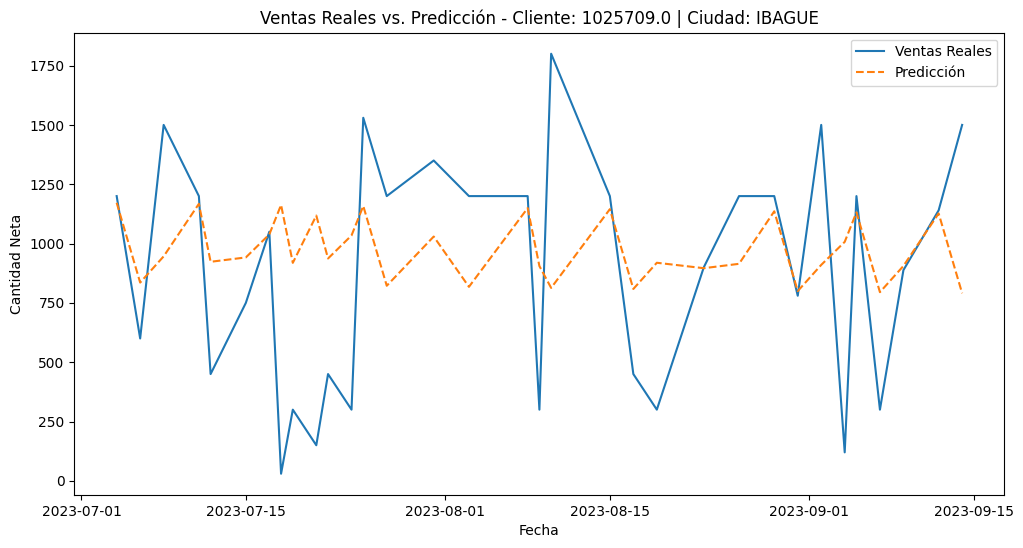 Ventas Reales vs. Predicción - Cliente: 1025709.0 | Ciudad: IBAGUE
Ventas Reales
Predicción
Cantidad Neta
1750
1500
1250
1000
750
500
250
0
2023-07-01
2023-07-15
2023-08-01
2023-08-15
2023-09-01
2023-09-15
Fecha